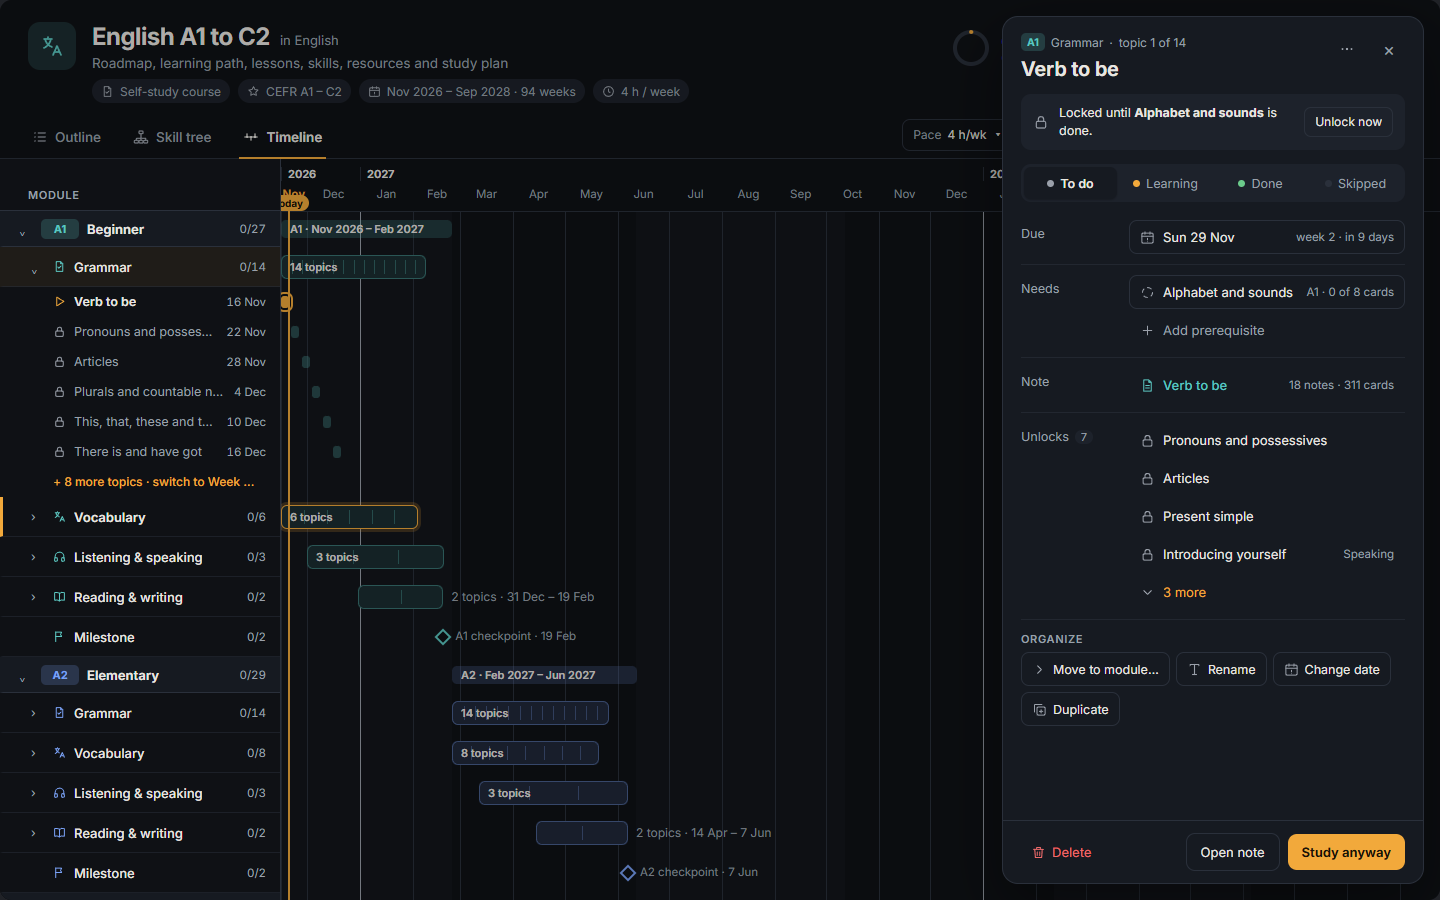 English A1 to C2 in English
Roadmap, learning path, lessons, skills, resources and study plan
Self-study course
CEFR A1 – C2
Nov 2026 – Sep 2028 · 94 weeks
4 h / week
Outline
Skill tree
Timeline
Pace 4 h/wk
MODULE
2026
2027
Nov
Dec
Jan
Feb
Mar
Apr
May
Jun
Jul
Aug
Sep
Oct
Nov
Dec
oday
A1 Beginner 0/27
A1 · Nov 2026 – Feb 2027
Grammar 0/14
14 topics
Verb to be 16 Nov
Pronouns and posses... 22 Nov
Articles 28 Nov
Plurals and countable n... 4 Dec
This, that, these and t... 10 Dec
There is and have got 16 Dec
+ 8 more topics · switch to Week ...
Vocabulary 0/6
6 topics
Listening & speaking 0/3
3 topics
Reading & writing 0/2
2 topics · 31 Dec – 19 Feb
Milestone 0/2
A1 checkpoint · 19 Feb
A2 Elementary 0/29
A2 · Feb 2027 – Jun 2027
Grammar 0/14
14 topics
Vocabulary 0/8
8 topics
Listening & speaking 0/3
3 topics
Reading & writing 0/2
2 topics · 14 Apr – 7 Jun
Milestone 0/2
A2 checkpoint · 7 Jun
A1 Grammar · topic 1 of 14
Verb to be
Locked until Alphabet and sounds is
done.
Unlock now
To do
Learning
Done
Skipped
Due
Sun 29 Nov week 2 · in 9 days
Needs
Alphabet and sounds A1 · 0 of 8 cards
Add prerequisite
Note
Verb to be 18 notes · 311 cards
Unlocks 7
Pronouns and possessives
Articles
Present simple
Introducing yourself Speaking
3 more
ORGANIZE
Move to module...
Rename
Change date
Duplicate
Delete
Open note
Study anyway